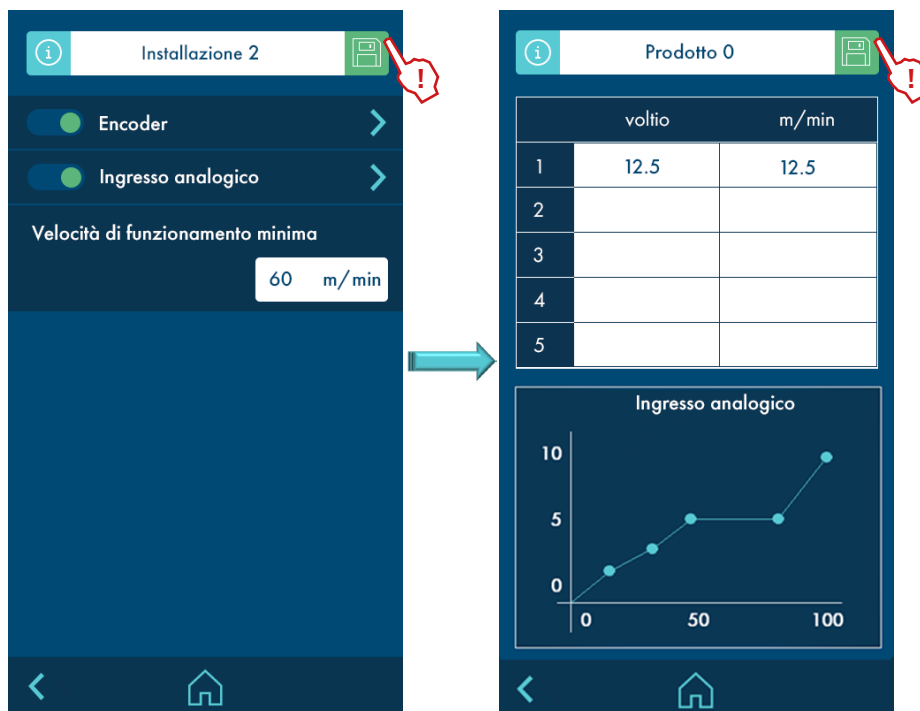 i
Installazione 2
!
Encoder
Ingresso analogico
Velocità di funzionamento minima
60 m/min
i
Prodotto 0
!
voltio m/min
1 12.5 12.5
2
3
4
5
Ingresso analogico
10
5
0
0 50 100